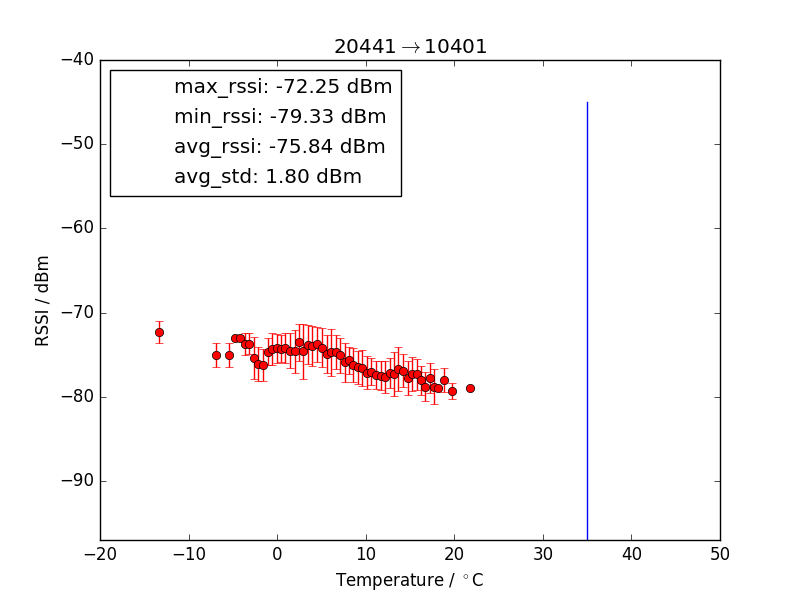 20441→10401
max_rssi: -72.25 dBm
min_rssi: -79.33 dBm
avg_rssi: -75.84 dBm
avg_std: 1.80 dBm
RSSI / dBm
−40
−50
−60
−70
−80
−90
−20 −10 0 10 20 30 40 50
Temperature / °C